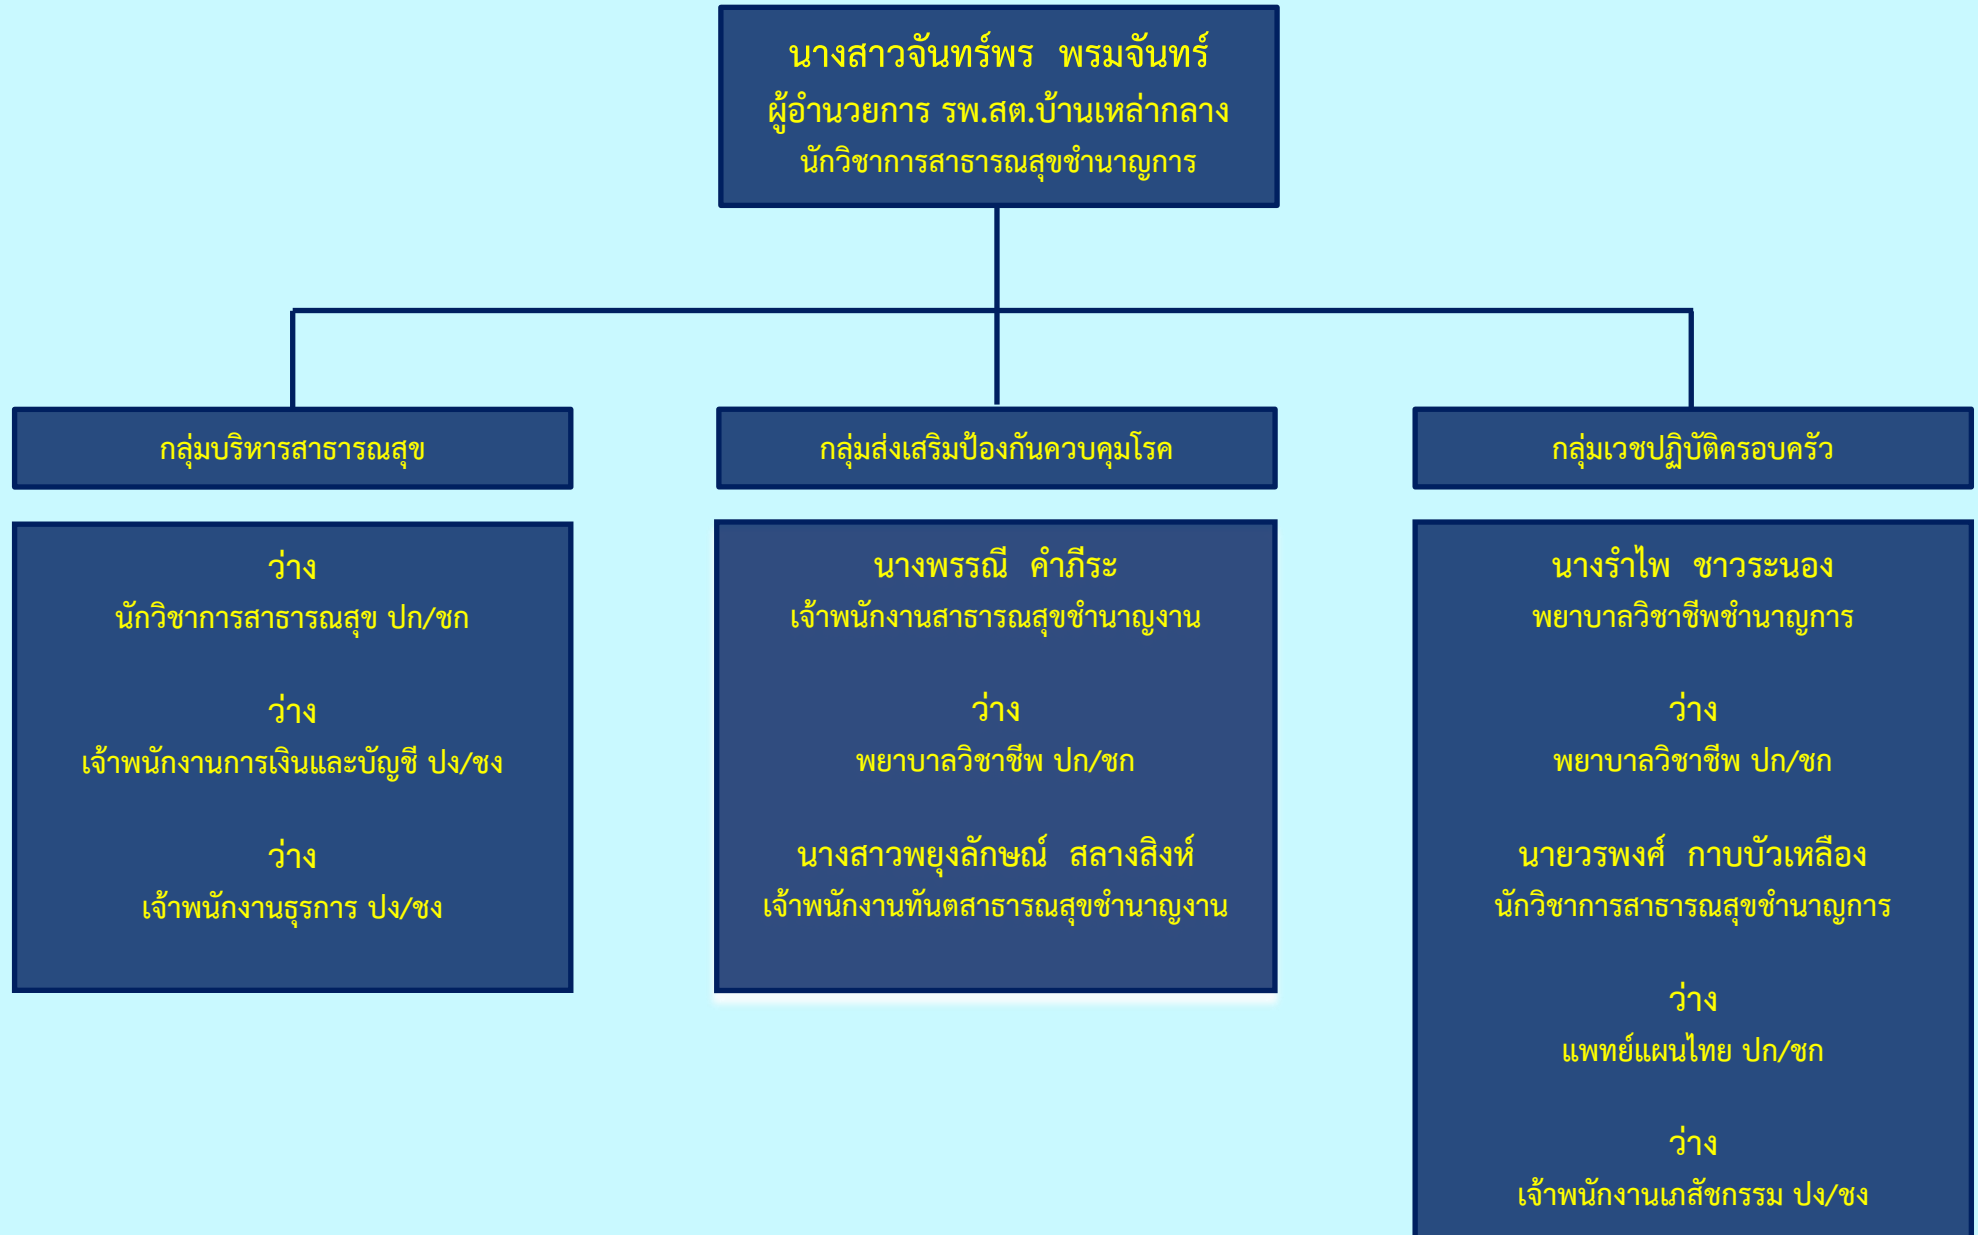 นางสาวจันทร์พร พรมจันทร์
ผู้อำนวยการ รพ.สต.บ้านเหล่ากลาง
นักวิชาการสาธารณสุขชำนาญการ
กลุ่มบริหารสาธารณสุข
ว่าง
นักวิชาการสาธารณสุข ปก/ชก
ว่าง
เจ้าพนักงานการเงินและบัญชี ปง/ชง
ว่าง
เจ้าพนักงานธุรการ ปง/ชง
กลุ่มส่งเสริมป้องกันควบคุมโรค
นางพรรณี คำภีระ
เจ้าพนักงานสาธารณสุขชำนาญงาน
ว่าง
พยาบาลวิชาชีพ ปก/ชก
นางสาวพยุงลักษณ์ สลางสิงห์
เจ้าพนักงานทันตสาธารณสุขชำนาญงาน
กลุ่มเวชปฏิบัติครอบครัว
นางรำไพ ชาวระนอง
พยาบาลวิชาชีพชำนาญการ
ว่าง
พยาบาลวิชาชีพ ปก/ชก
นายวรพงศ์ กาบบัวเหลือง
นักวิชาการสาธารณสุขชำนาญการ
ว่าง
แพทย์แผนไทย ปก/ชก
ว่าง
เจ้าพนักงานเภสัชกรรม ปง/ชง